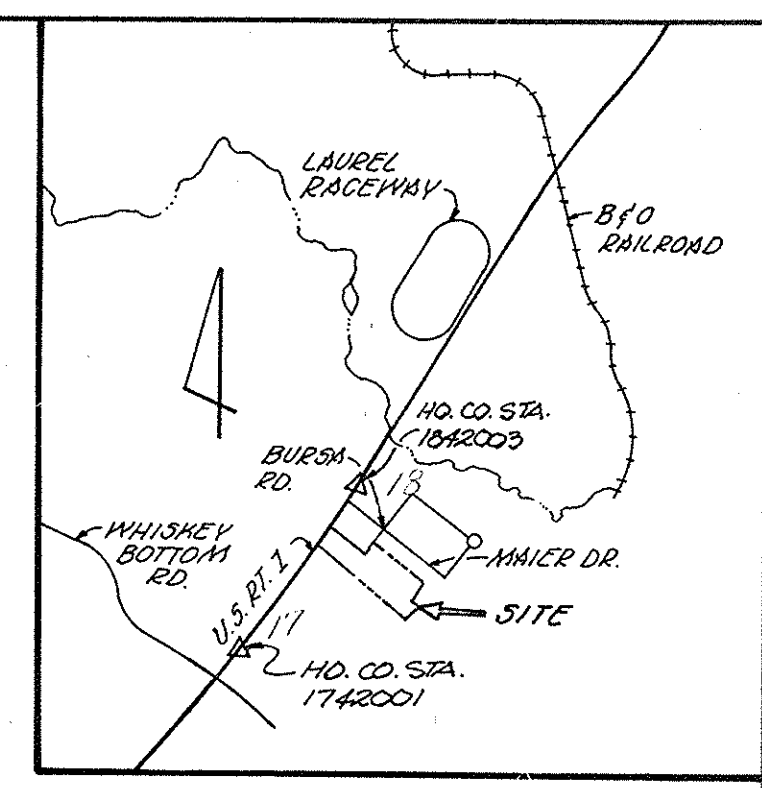 LAUREL
RACEWAY
B&O
RAILROAD
HO. CO. STA.
1842003
BURSA
RD.
18
WHISKEY
BOTTOM
RD.
MAIER DR.
U.S. RT. 1
SITE
17
HO. CO. STA.
1742001